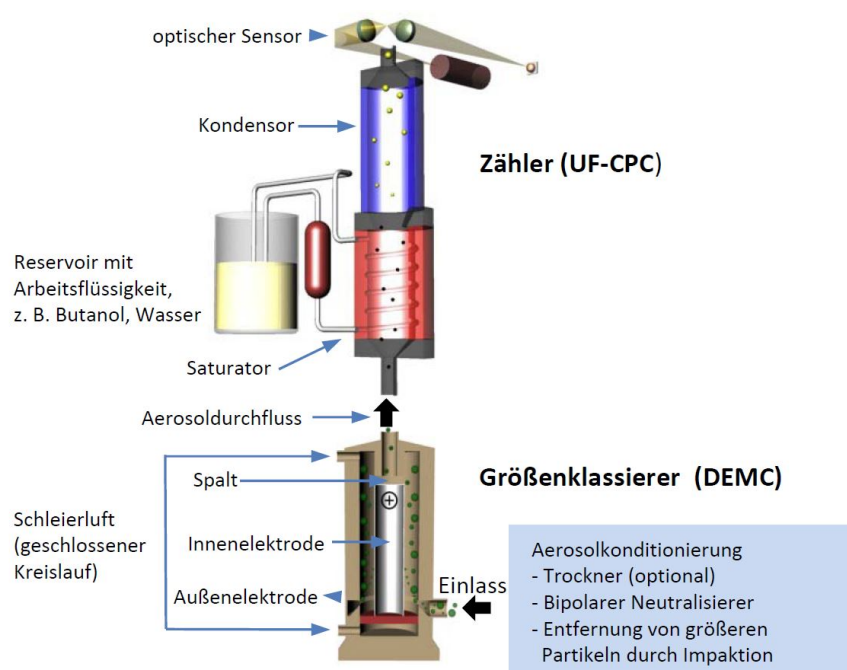 optischer Sensor
Kondensor
Zähler (UF-CPC)
Reservoir mit
Arbeitsflüssigkeit,
z. B. Butanol, Wasser
Saturator
Aerosoldurchfluss
Größenklassierer (DEMC)
Spalt
+
Schleierluft
(geschlossener
Kreislauf)
Innenelektrode
Außenelektrode
Einlass
Aerosolkonditionierung
- Trockner (optional)
- Bipolarer Neutralisierer
- Entfernung von größeren
Partikeln durch Impaktion